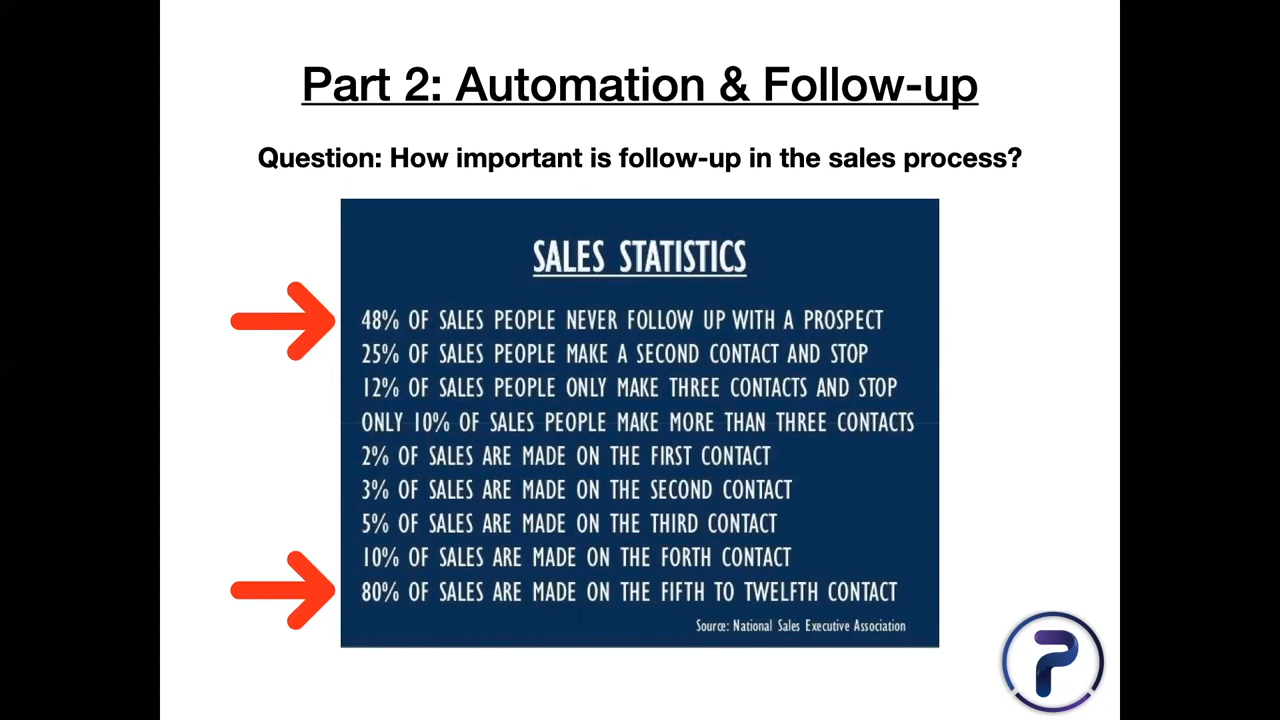 Part 2: Automation & Follow-up
Question: How important is follow-up in the sales process?
SALES STATISTICS
48% OF SALES PEOPLE NEVER FOLLOW UP WITH A PROSPECT
25% OF SALES PEOPLE MAKE A SECOND CONTACT AND STOP
12% OF SALES PEOPLE ONLY MAKE THREE CONTACTS AND STOP
ONLY 10% OF SALES PEOPLE MAKE MORE THAN THREE CONTACTS
2% OF SALES ARE MADE ON THE FIRST CONTACT
3% OF SALES ARE MADE ON THE SECOND CONTACT
5% OF SALES ARE MADE ON THE THIRD CONTACT
10% OF SALES ARE MADE ON THE FORTH CONTACT
80% OF SALES ARE MADE ON THE FIFTH TO TWELFTH CONTACT
Source: National Sales Executive Association
P